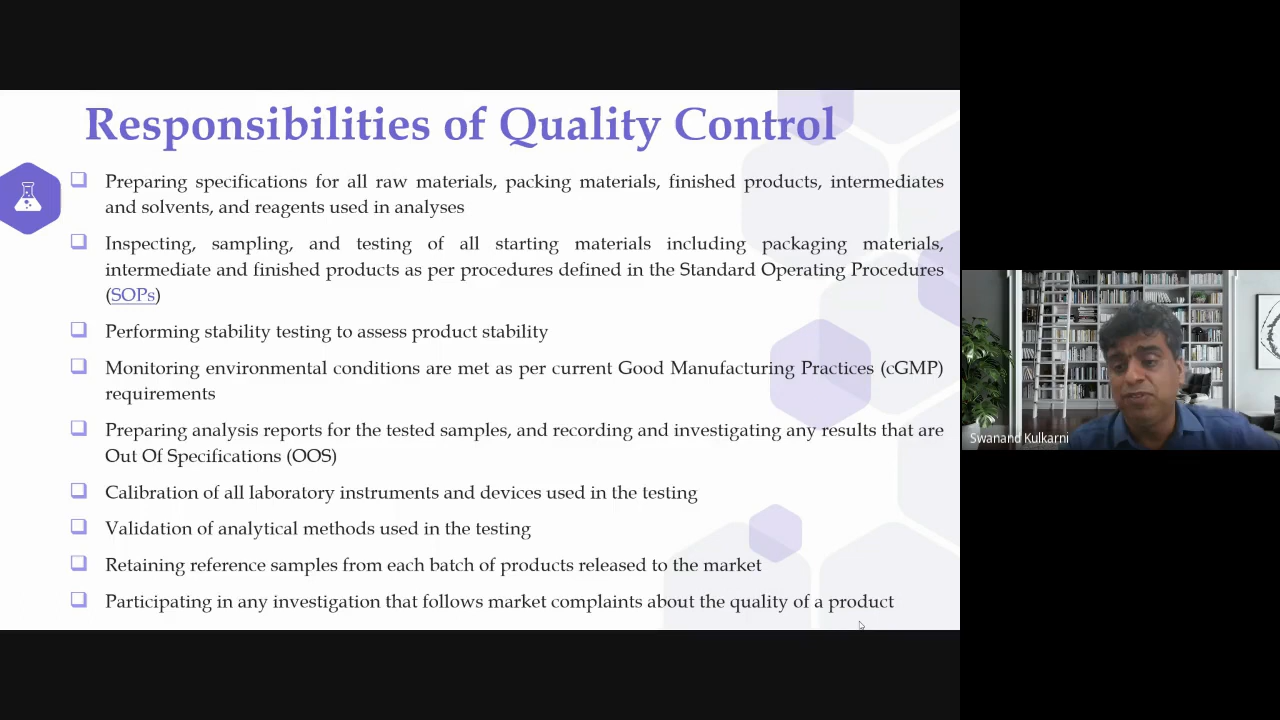 Responsibilities of Quality Control
❑ Preparing specifications for all raw materials, packing materials, finished products, intermediates
and solvents, and reagents used in analyses
❑ Inspecting, sampling, and testing of all starting materials including packaging materials,
intermediate and finished products as per procedures defined in the Standard Operating Procedures
(SOPs)
❑ Performing stability testing to assess product stability
❑ Monitoring environmental conditions are met as per current Good Manufacturing Practices (cGMP)
requirements
❑ Preparing analysis reports for the tested samples, and recording and investigating any results that are
Out Of Specifications (OOS)
❑ Calibration of all laboratory instruments and devices used in the testing
❑ Validation of analytical methods used in the testing
❑ Retaining reference samples from each batch of products released to the market
❑ Participating in any investigation that follows market complaints about the quality of a product
Swanand Kulkarni